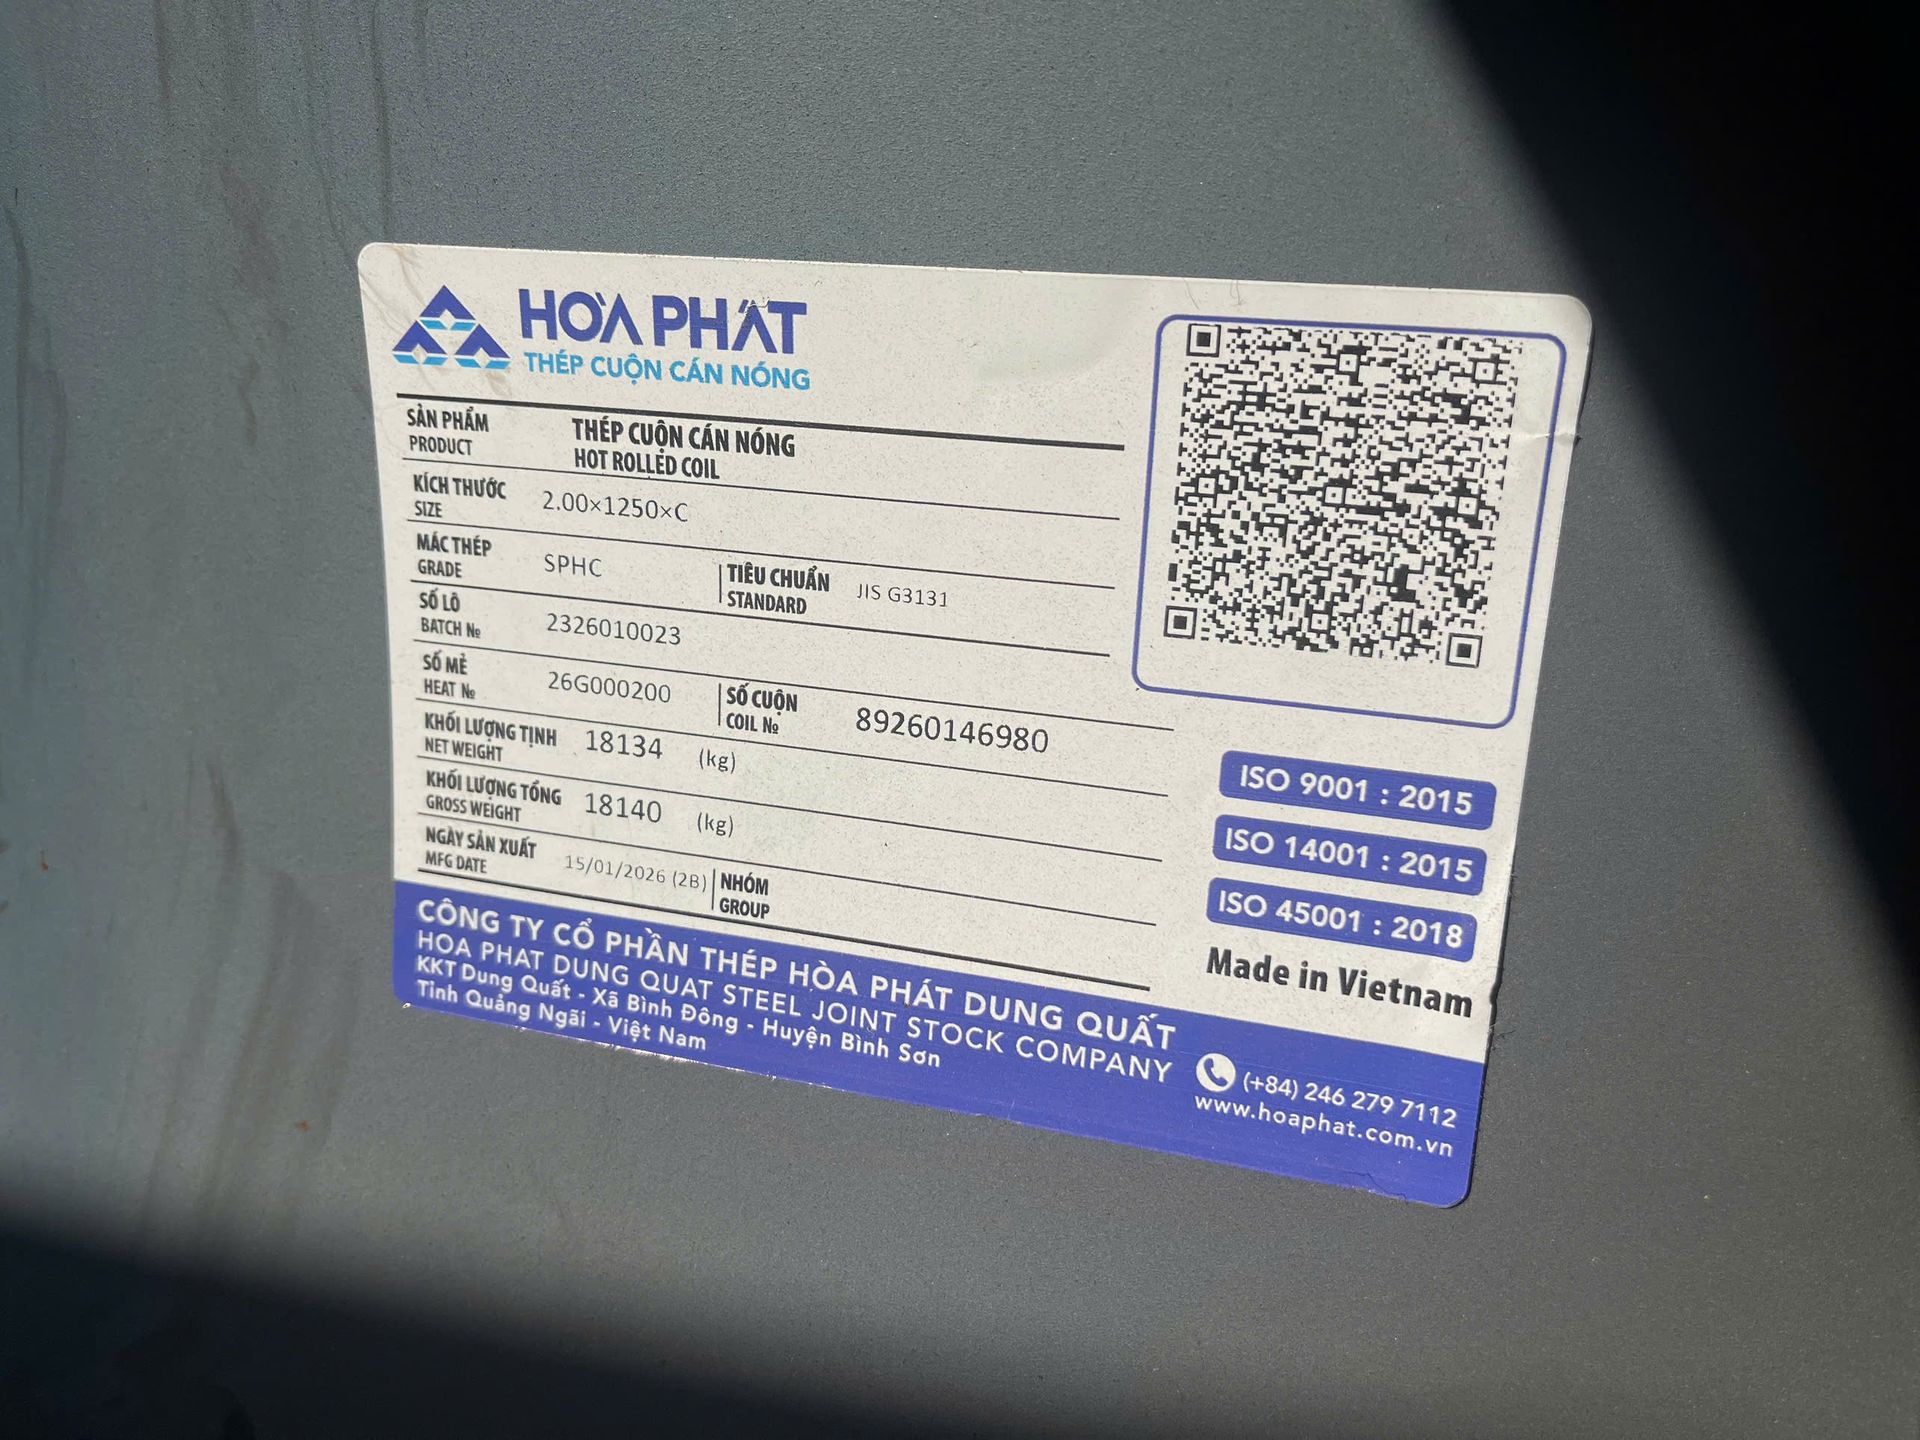 HOÀ PHÁT
THÉP CUỘN CÁN NÓNG
SẢN PHẨM THÉP CUỘN CÁN NÓNG
PRODUCT HOT ROLLED COIL
KÍCH THƯỚC 2.00×1250×C
SIZE
MÁC THÉP SPHC TIÊU CHUẨN JIS G3131
GRADE STANDARD
SỐ LÔ 2326010023
BATCH №
SỐ MẺ 26G000200 SỐ CUỘN 89260146980
HEAT № COIL №
KHỐI LƯỢNG TỊNH 18134 (kg)
NET WEIGHT
KHỐI LƯỢNG TỔNG 18140 (kg)
GROSS WEIGHT
NGÀY SẢN XUẤT 15/01/2026 (2B) NHÓM
MFG DATE GROUP
ISO 9001 : 2015
ISO 14001 : 2015
ISO 45001 : 2018
Made in Vietnam
CÔNG TY CỔ PHẦN THÉP HÒA PHÁT DUNG QUẤT
HOA PHAT DUNG QUAT STEEL JOINT STOCK COMPANY
KKT Dung Quất - Xã Bình Đông - Huyện Bình Sơn
Tỉnh Quảng Ngãi - Việt Nam
(+84) 246 279 7112
www.hoaphat.com.vn